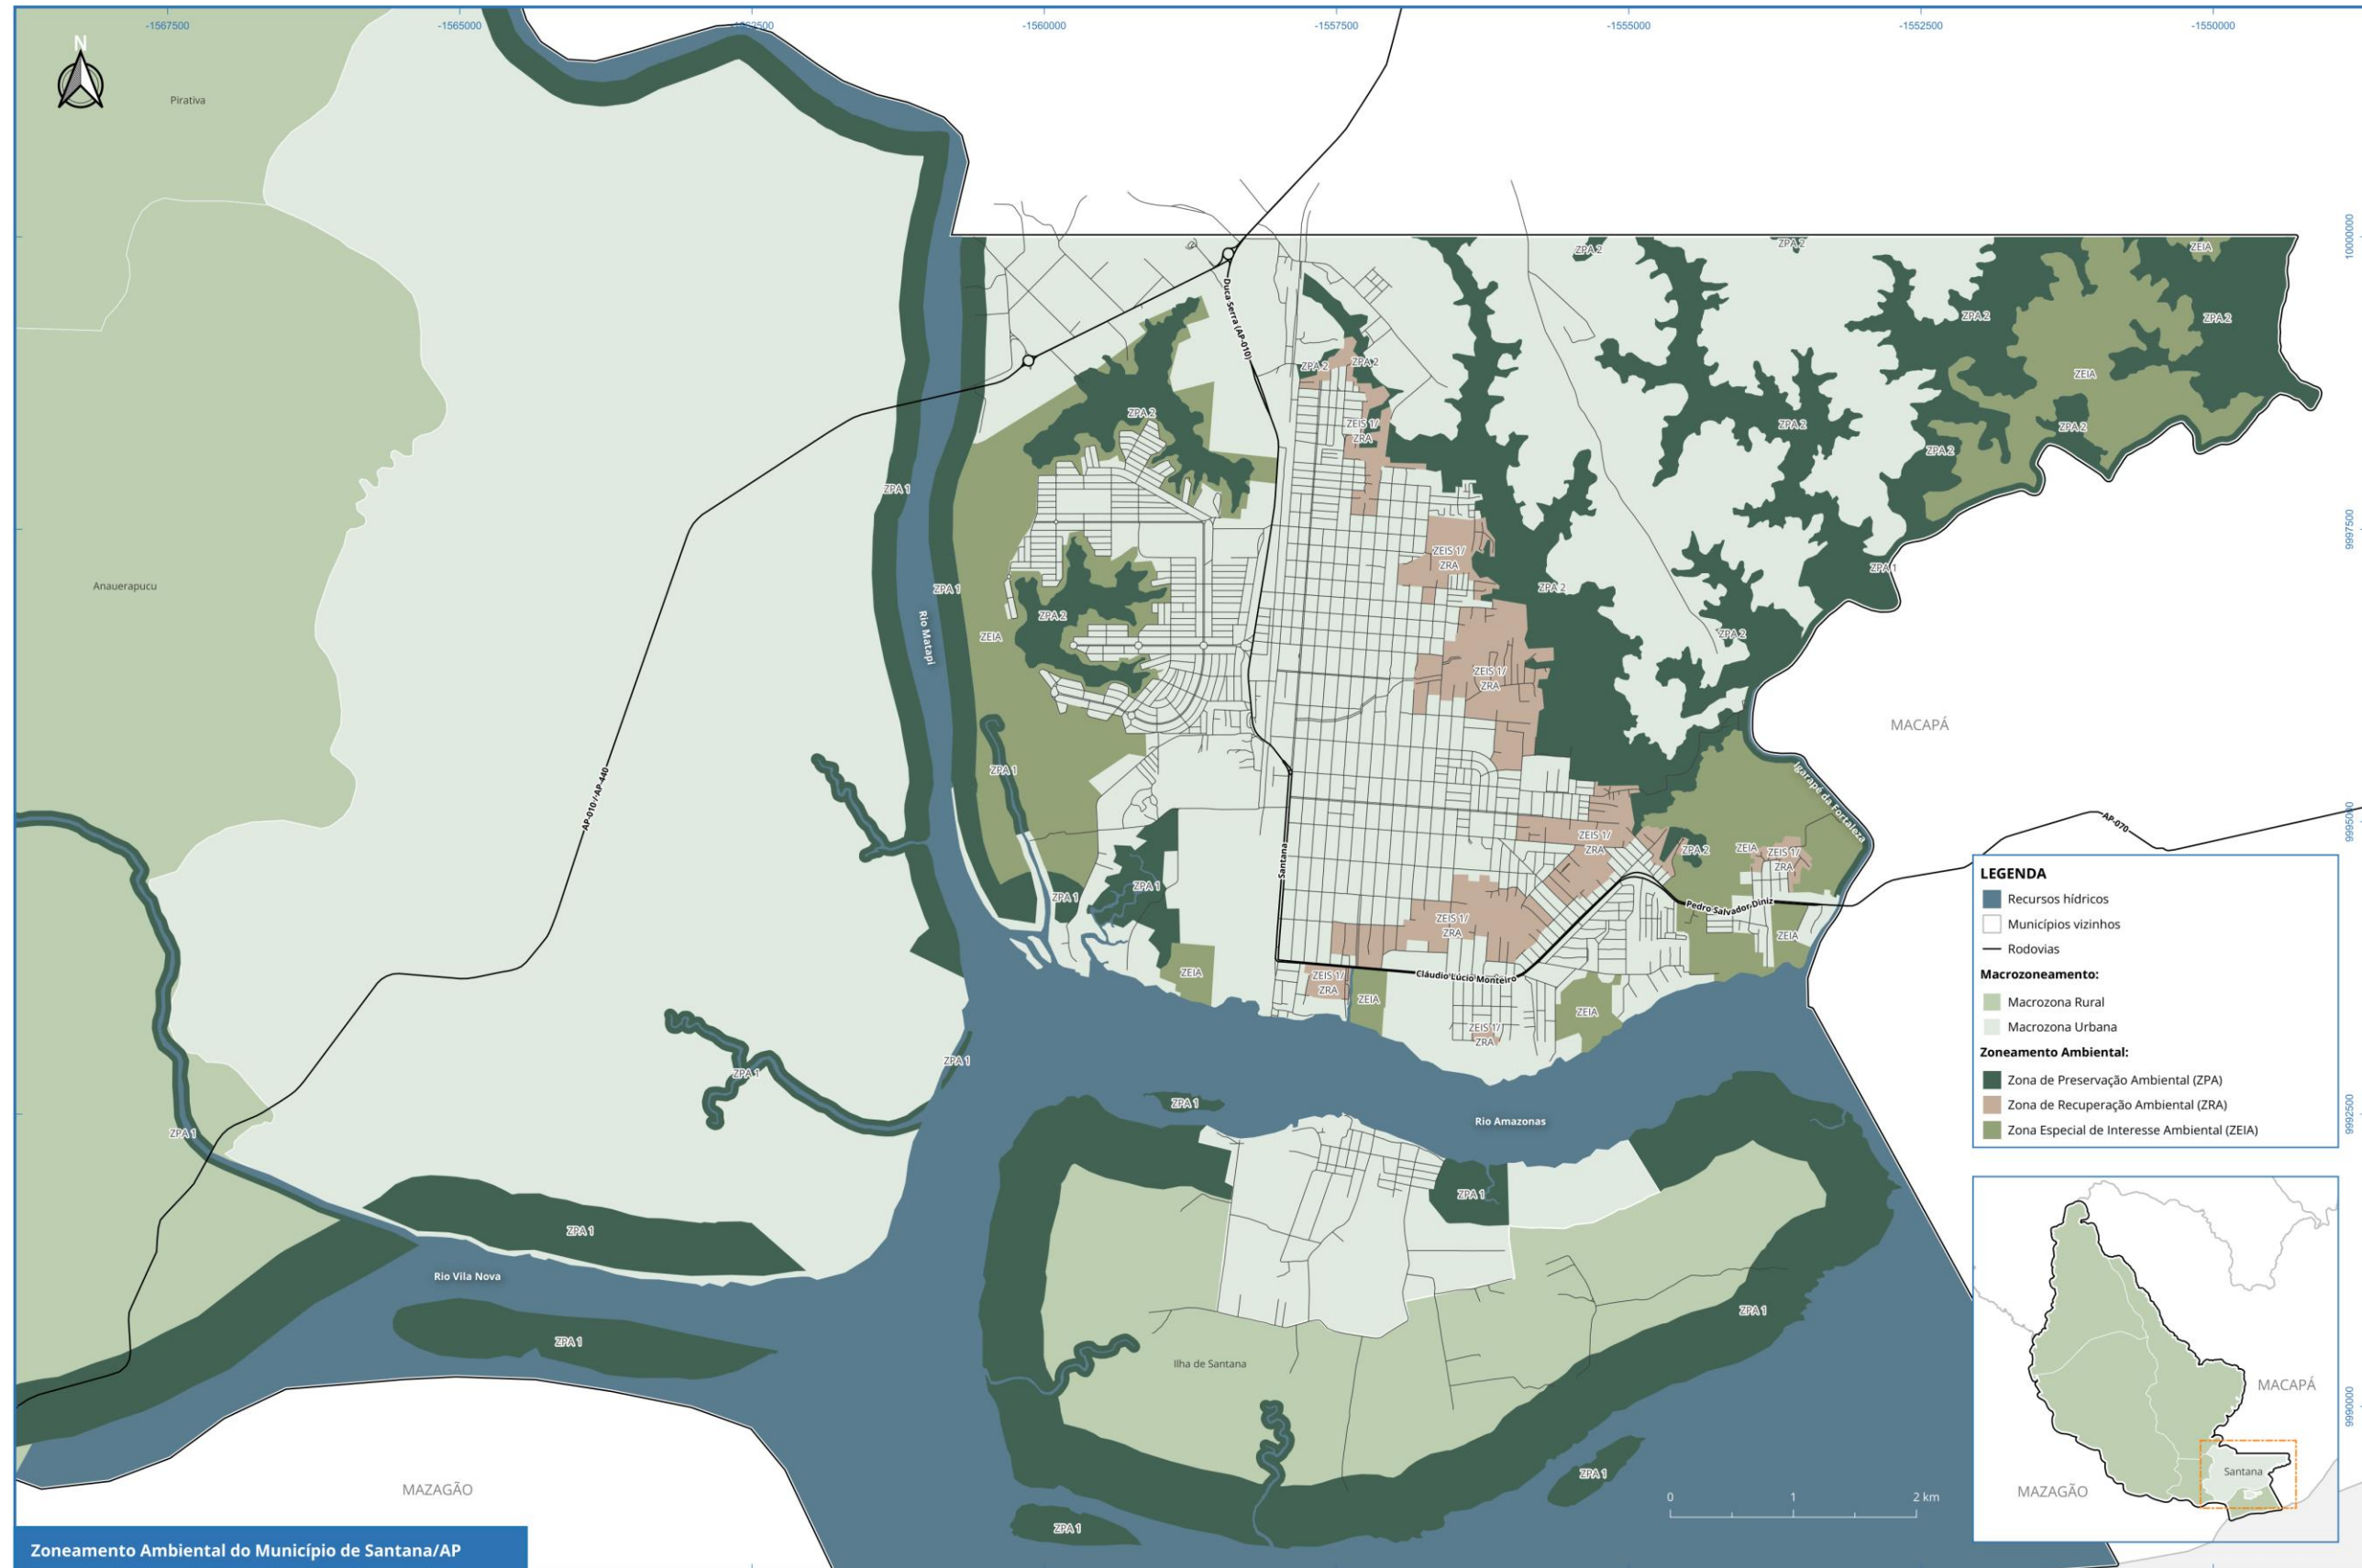 -1567500
-1565000
-1562500
-1560000
-1557500
-1555000
-1552500
-1550000
N
Pirativa
10000000
ZPA 2
ZPA 2
ZEIA
ZPA 2
ZPA 2
Duca Serra (AP-010)
ZPA 2
ZPA 2
ZEIA
ZPA 2
ZEIS 1/
ZRA
ZPA 2
ZPA 2
ZPA 2
ZPA 1
9997500
ZEIS 1/
ZRA
ZPA 1
ZPA 2
Anauerapucu
ZPA 1
ZPA 2
Rio Matapi
ZEIA
ZPA 2
ZEIS 1/
ZRA
MACAPÁ
ZPA 1
AP-010 / AP-440
Igarapé da Fortaleza
9995000
AP-070
ZEIS 1/
ZRA
ZPA 2
ZEIA
ZEIS 1/
ZRA
Santana
ZPA 1
ZPA 1
Pedro Salvador Diniz
ZEIS 1/
ZRA
ZEIA
ZEIA
ZEIS 1/
ZRA
Cláudio Lúcio Monteiro
ZEIA
ZEIA
ZEIS 1/
ZRA
ZPA 1
ZPA 1
ZPA 1
Rio Amazonas
ZPA 1
ZPA 1
ZPA 1
Rio Vila Nova
ZPA 1
ZPA 1
Ilha de Santana
ZPA 1
ZPA 1
MAZAGÃO
0 1 2 km
LEGENDA
Recursos hídricos
Municípios vizinhos
Rodovias
Macrozoneamento:
Macrozona Rural
Macrozona Urbana
Zoneamento Ambiental:
Zona de Preservação Ambiental (ZPA)
Zona de Recuperação Ambiental (ZRA)
Zona Especial de Interesse Ambiental (ZEIA)
9992500
MACAPÁ
9990000
Santana
MAZAGÃO
Zoneamento Ambiental do Município de Santana/AP